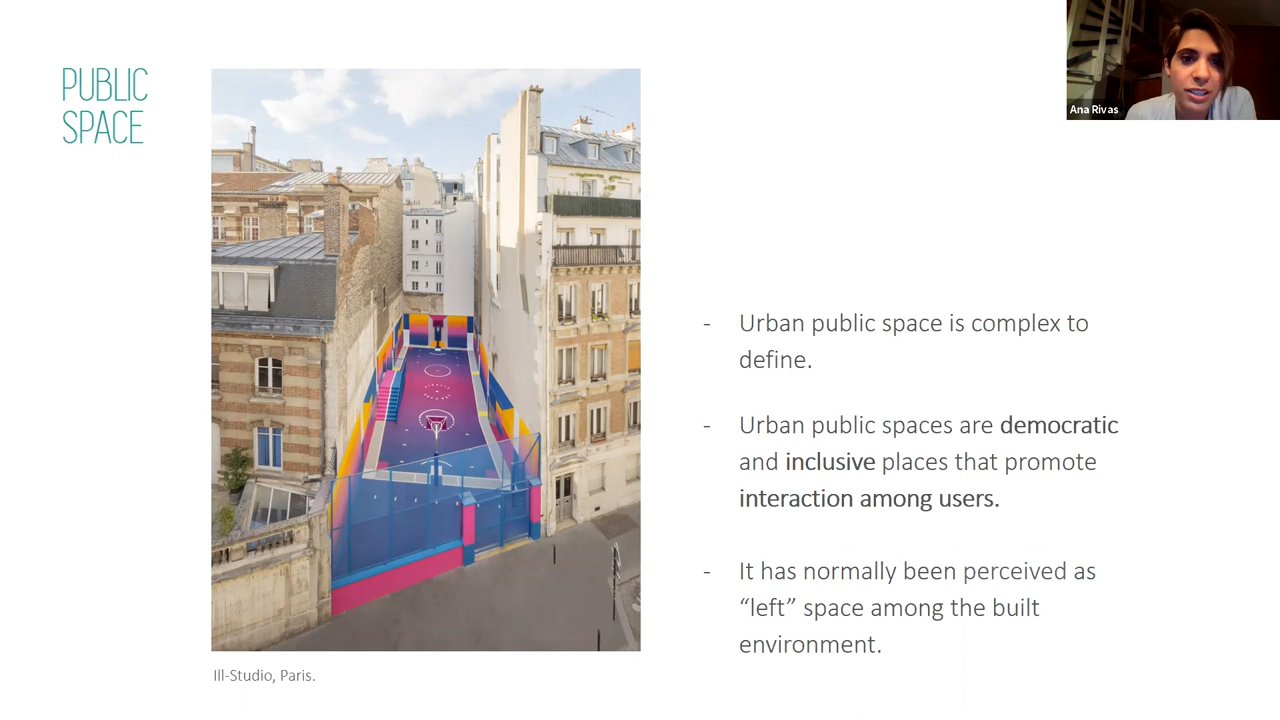 PUBLIC
SPACE
Ana Rivas
- Urban public space is complex to
define.
- Urban public spaces are democratic
and inclusive places that promote
interaction among users.
- It has normally been perceived as
“left” space among the built
environment.
Ill-Studio, Paris.